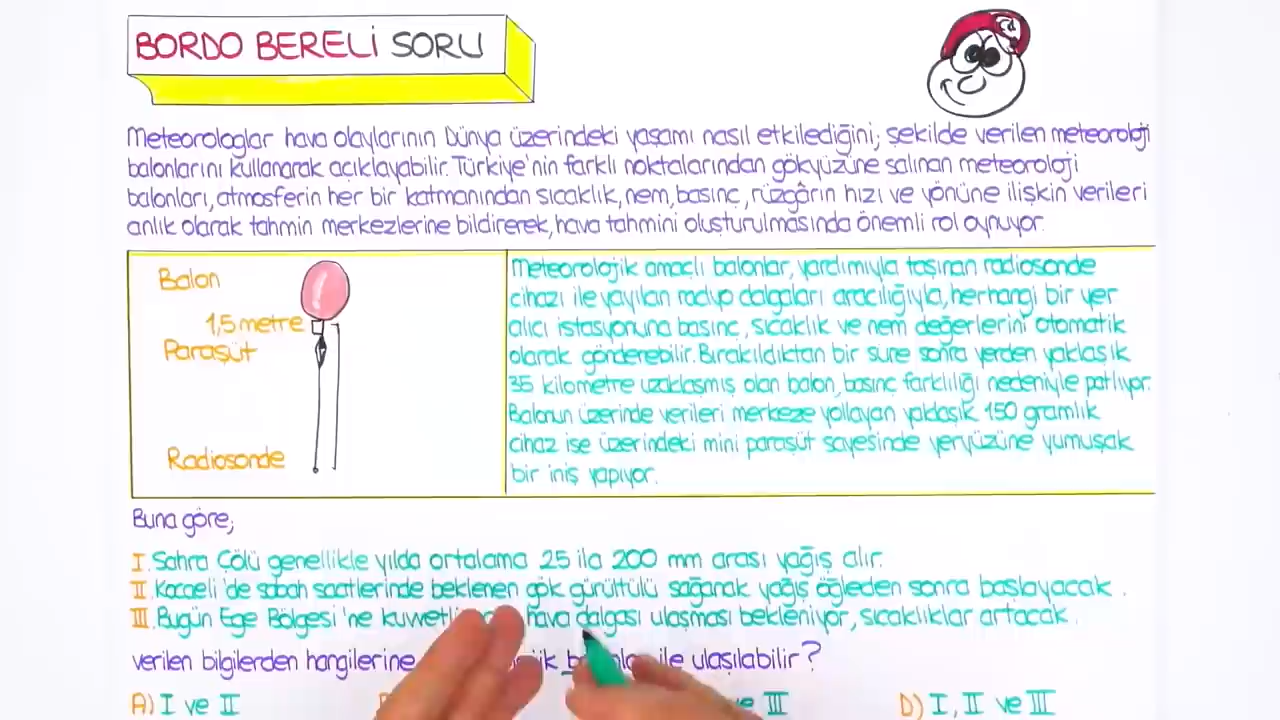 BORDO BERELİ SORU
Meteorologlar hava olaylarının Dünya üzerindeki yaşamı nasıl etkilediğini; şekilde verilen meteoroloji
balonlarını kullanarak açıklayabilir. Türkiye'nin farklı noktalarından gökyüzüne salınan meteoroloji
balonları, atmosferin her bir katmanından sıcaklık, nem, basınç, rüzgârın hızı ve yönüne ilişkin verileri
anlık olarak tahmin merkezlerine bildirerek, hava tahmini oluşturulmasında önemli rol oynuyor.
Balon
1,5 metre
Paraşüt
Radiosonde
Meteorolojik amaçlı balonlar, yardımıyla taşınan radiosonde
cihazı ile yayılan radyo dalgaları aracılığıyla, herhangi bir yer
alıcı istasyonuna basınç, sıcaklık ve nem değerlerini otomatik
olarak gönderebilir. Bırakıldıktan bir süre sonra yerden yaklaşık
35 kilometre uzaklaşmış olan balon, basınç farklılığı nedeniyle patlıyor.
Balonun üzerinde verileri merkeze yollayan yaklaşık 150 gramlık
cihaz ise üzerindeki mini paraşüt sayesinde yeryüzüne yumuşak
bir iniş yapıyor.
Buna göre;
I. Sahra Çölü genellikle yılda ortalama 25 ila 200 mm arası yağış alır.
II. Kocaeli'de sabah saatlerinde beklenen gök gürültülü sağanak yağış öğleden sonra başlayacak.
III. Bugün Ege Bölgesi'ne hava dalgası ulaşması bekleniyor, sıcaklıklar artacak.
verilen bilgilerden hangilerine ile ulaşılabilir?
A) I ve II
ve III
D) I, II ve III